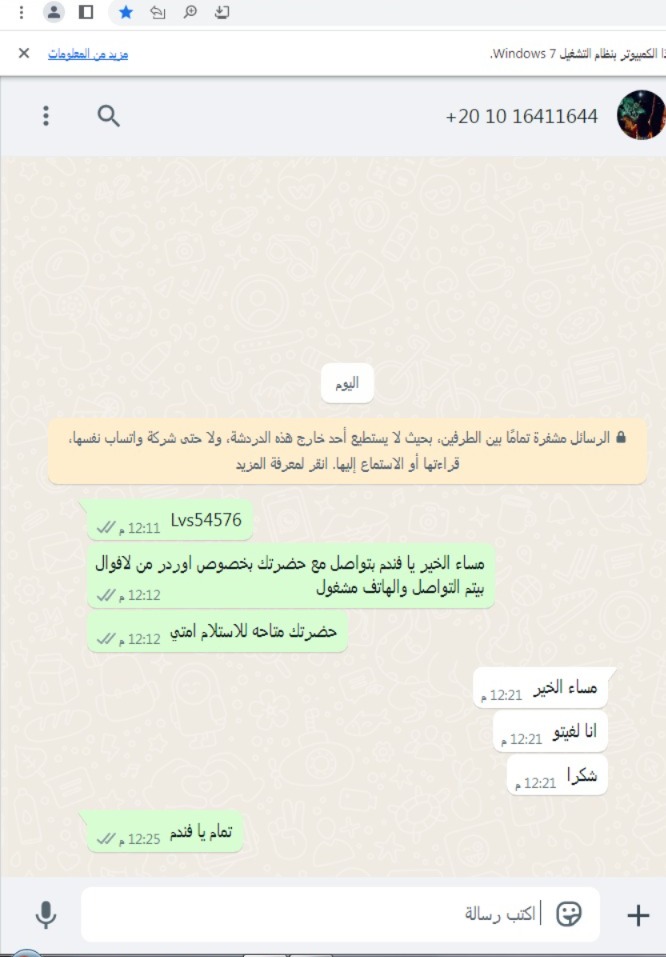 مزيد من المعلومات
الكمبيوتر بنظام التشغيل Windows 7.
+20 10 16411644
اليوم
الرسائل مشفرة تمامًا بين الطرفين، بحيث لا يستطيع أحد خارج هذه الدردشة، ولا حتى شركة واتساب نفسها،
قراءتها أو الاستماع إليها. انقر لمعرفة المزيد
Lvs54576 12:11 م
مساء الخير يا فندم بتواصل مع حضرتك بخصوص اوردر من لافوال
بيتم التواصل والهاتف مشغول 12:12 م
حضرتك متاحه للاستلام امتي 12:12 م
مساء الخير 12:21 م
انا لغيتو 12:21 م
شكرا 12:21 م
تمام يا فندم 12:25 م
اكتب رسالة